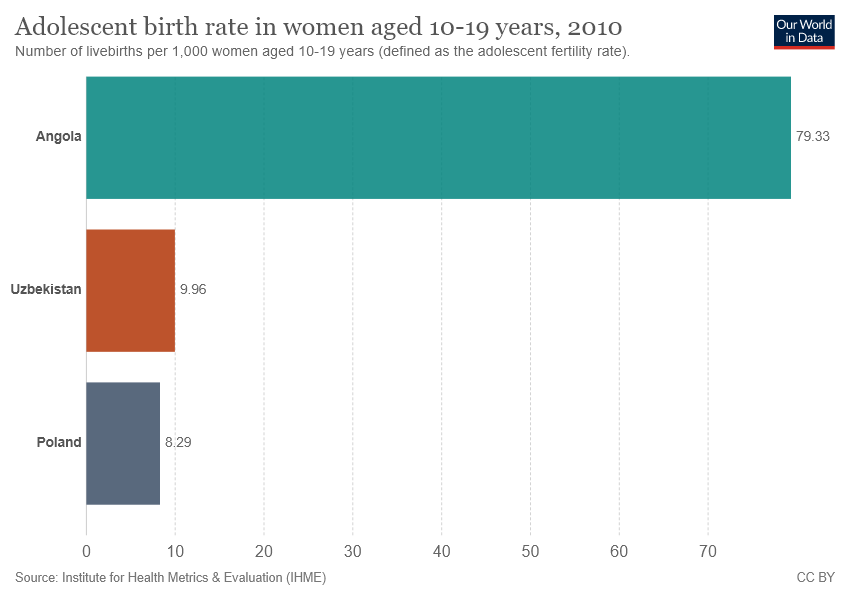 Adolescent birth rate in women aged 10-19 years, 2010
Number of livebirths per 1,000 women aged 10-19 years (defined as the adolescent fertility rate).
Our World
in Data
Angola
79.33
Uzbekistan
9.96
Poland
8.29
0 10 20 30 40 50 60 70
Source: Institute for Health Metrics & Evaluation (IHME)
CC BY